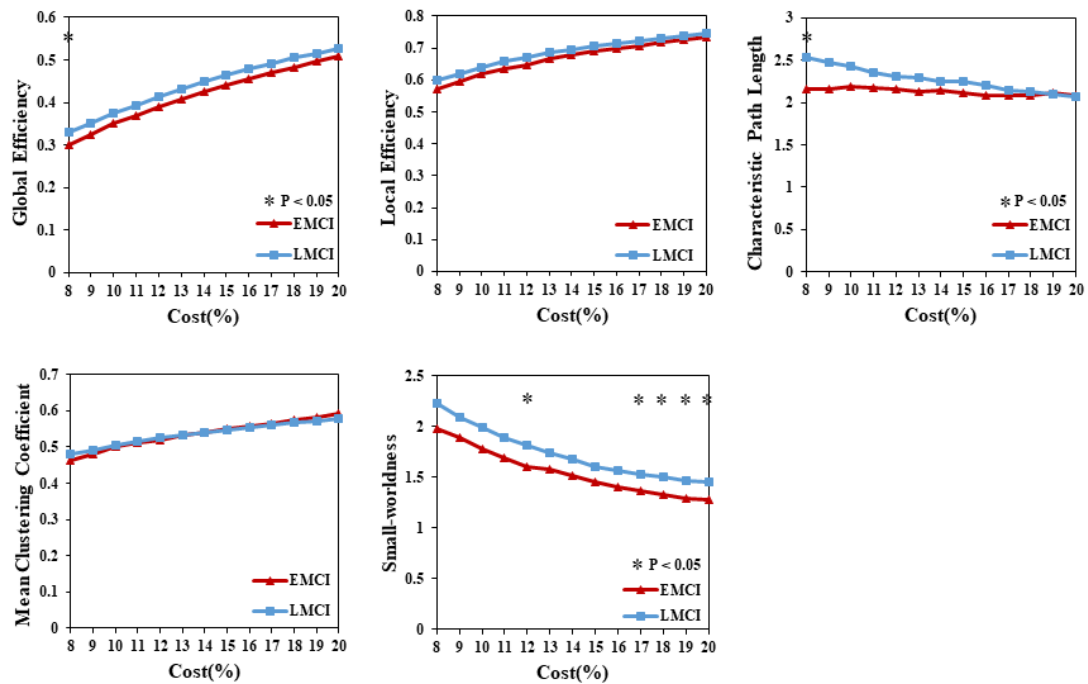 Global Efficiency
0.6
0.5
0.4
0.3
0.2
0.1
0
*
* P < 0.05
EMCI
LMCI
8 9 10 11 12 13 14 15 16 17 18 19 20
Cost(%)
Local Efficiency
0.8
0.7
0.6
0.5
0.4
0.3
0.2
0.1
0
EMCI
LMCI
8 9 10 11 12 13 14 15 16 17 18 19 20
Cost(%)
Characteristic Path Length
3
2.5
2
1.5
1
0.5
0
*
* P < 0.05
EMCI
LMCI
8 9 10 11 12 13 14 15 16 17 18 19 20
Cost(%)
Mean Clustering Coefficient
0.7
0.6
0.5
0.4
0.3
0.2
0.1
0
EMCI
LMCI
8 9 10 11 12 13 14 15 16 17 18 19 20
Cost(%)
Small-worldness
2.5
2
1.5
1
0.5
0
* * * * *
* P < 0.05
EMCI
LMCI
8 9 10 11 12 13 14 15 16 17 18 19 20
Cost(%)